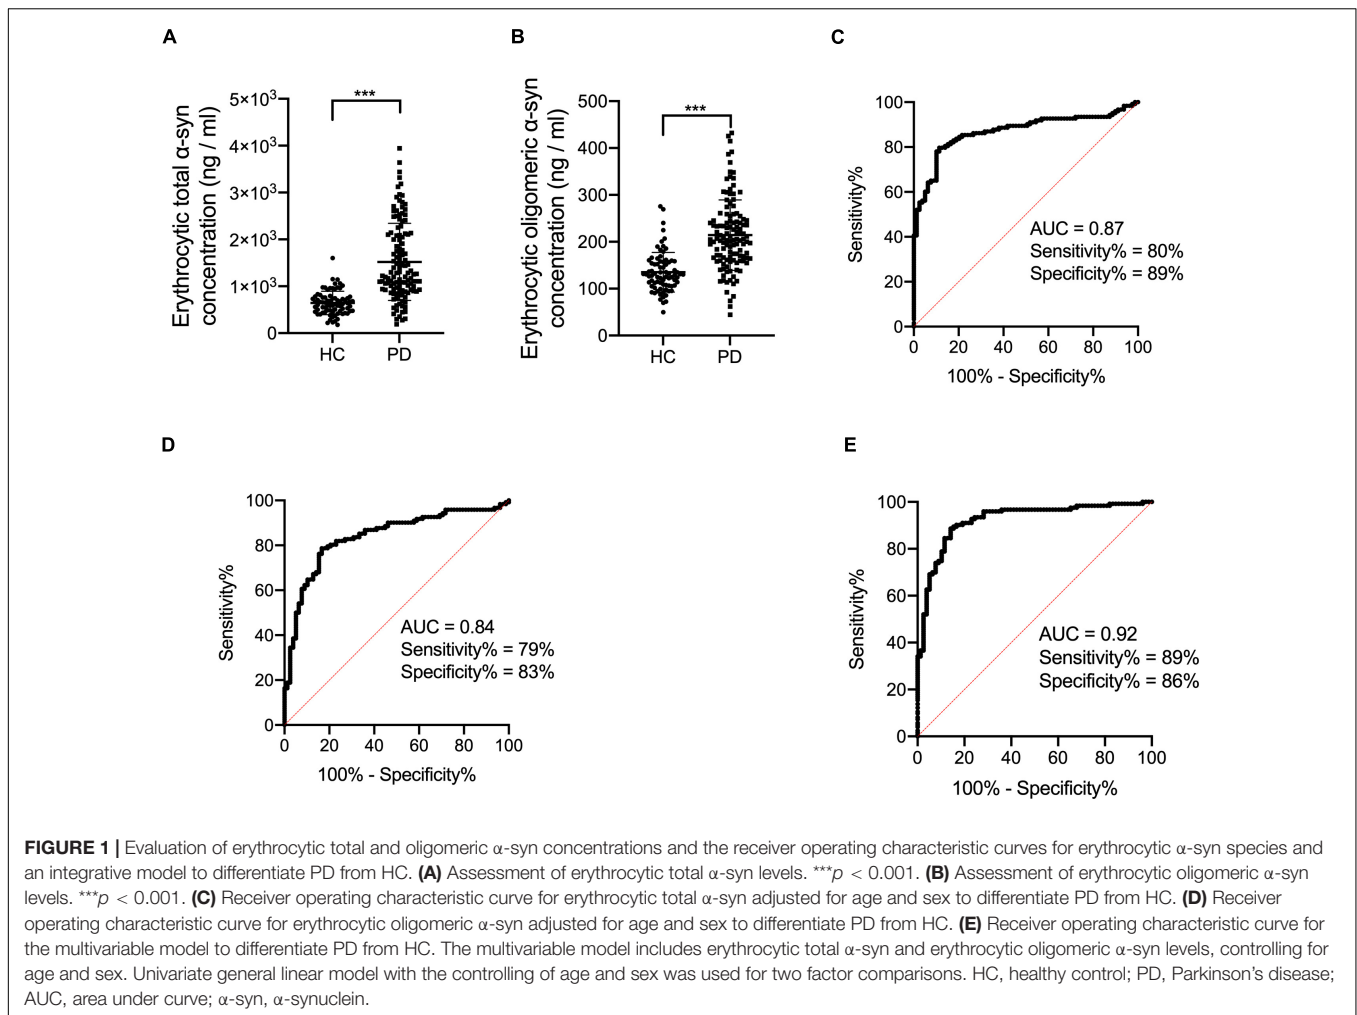 A
Erythrocytic total α-syn
concentration (ng / ml)
5×10³
4×10³
3×10³
2×10³
1×10³
0
***
HC
PD
B
Erythrocytic oligomeric α-syn
concentration (ng / ml)
500
400
300
200
100
0
***
HC
PD
C
Sensitivity%
100
80
60
40
20
0
AUC = 0.87
Sensitivity% = 80%
Specificity% = 89%
0 20 40 60 80 100
100% - Specificity%
D
Sensitivity%
100
80
60
40
20
0
AUC = 0.84
Sensitivity% = 79%
Specificity% = 83%
0 20 40 60 80 100
100% - Specificity%
E
Sensitivity%
100
80
60
40
20
0
AUC = 0.92
Sensitivity% = 89%
Specificity% = 86%
0 20 40 60 80 100
100% - Specificity%
FIGURE 1 | Evaluation of erythrocytic total and oligomeric α-syn concentrations and the receiver operating characteristic curves for erythrocytic α-syn species and
an integrative model to differentiate PD from HC. (A) Assessment of erythrocytic total α-syn levels. ***p < 0.001. (B) Assessment of erythrocytic oligomeric α-syn
levels. ***p < 0.001. (C) Receiver operating characteristic curve for erythrocytic total α-syn adjusted for age and sex to differentiate PD from HC. (D) Receiver
operating characteristic curve for erythrocytic oligomeric α-syn adjusted for age and sex to differentiate PD from HC. (E) Receiver operating characteristic curve for
the multivariable model to differentiate PD from HC. The multivariable model includes erythrocytic total α-syn and erythrocytic oligomeric α-syn levels, controlling for
age and sex. Univariate general linear model with the controlling of age and sex was used for two factor comparisons. HC, healthy control; PD, Parkinson's disease;
AUC, area under curve; α-syn, α-synuclein.